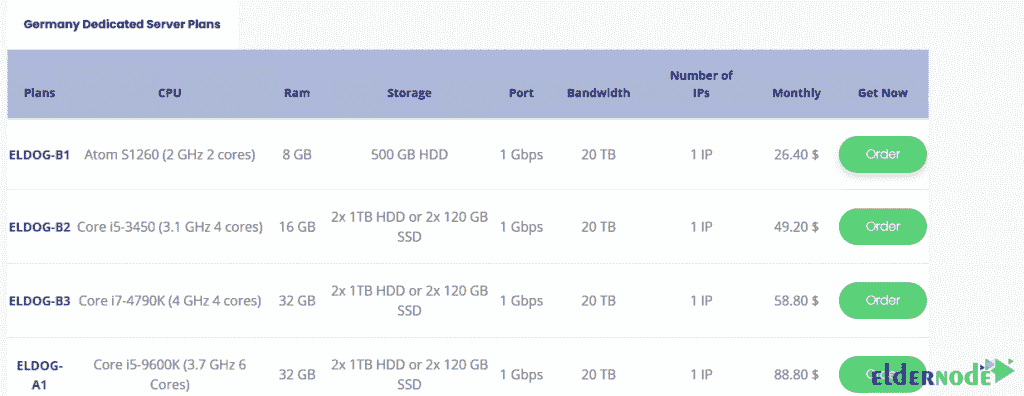 Germany Dedicated Server Plans
Number of
Plans CPU Ram Storage Port Bandwidth IPs Monthly Get Now
ELDOG-B1 Atom S1260 (2 GHz 2 cores) 8 GB 500 GB HDD 1 Gbps 20 TB 1 IP 26.40 $ Order
2x 1TB HDD or 2x 120 GB
ELDOG-B2 Core i5-3450 (3.1 GHz 4 cores) 16 GB SSD 1 Gbps 20 TB 1 IP 49.20 $ Order
2x 1TB HDD or 2x 120 GB
ELDOG-B3 Core i7-4790K (4 GHz 4 cores) 32 GB SSD 1 Gbps 20 TB 1 IP 58.80 $ Order
ELDOG- Core i5-9600K (3.7 GHz 6 2x 1TB HDD or 2x 120 GB
A1 Cores) 32 GB SSD 1 Gbps 20 TB 1 IP 88.80 $ Order
ELDERNODE